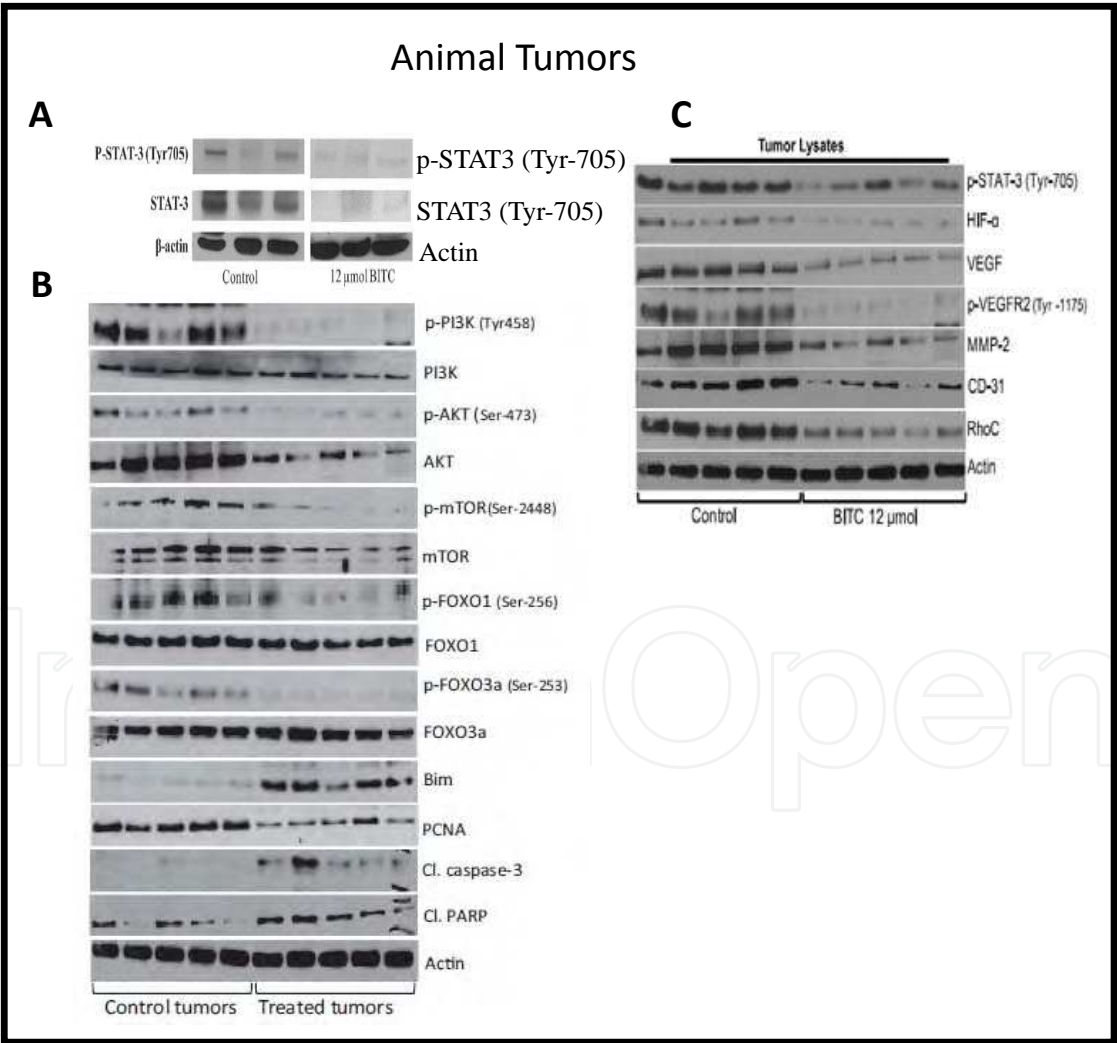 Animal Tumors
A
P-STAT-3 (Tyr705)
p-STAT3 (Tyr-705)
STAT-3
STAT3 (Tyr-705)
β-actin
Actin
Control
12 µmol BITC
B
p-PI3K (Tyr458)
PI3K
p-AKT (Ser-473)
AKT
p-mTOR(Ser-2448)
mTOR
p-FOXO1 (Ser-256)
FOXO1
p-FOXO3a (Ser-253)
FOXO3a
Bim
PCNA
Cl. caspase-3
Cl. PARP
Actin
Control tumors
Treated tumors
C
Tumor Lysates
p-STAT-3 (Tyr-705)
HIF-α
VEGF
p-VEGFR2 (Tyr -1175)
MMP-2
CD-31
RhoC
Actin
Control
BITC 12 µmol
Open